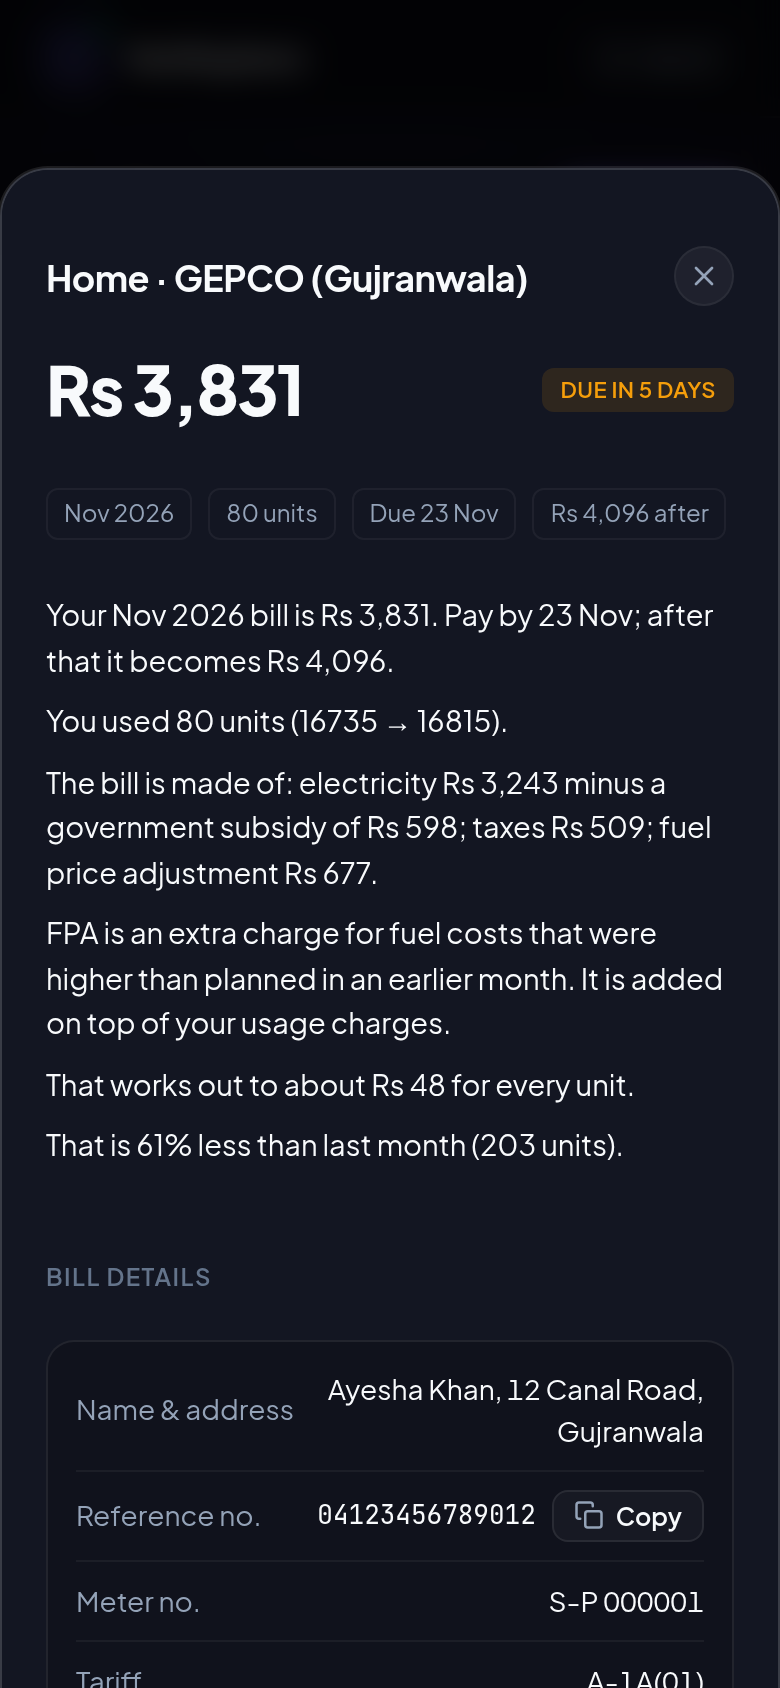 Home · GEPCO (Gujranwala)
Rs 3,831
DUE IN 5 DAYS
Nov 2026
80 units
Due 23 Nov
Rs 4,096 after
Your Nov 2026 bill is Rs 3,831. Pay by 23 Nov; after
that it becomes Rs 4,096.
You used 80 units (16735 → 16815).
The bill is made of: electricity Rs 3,243 minus a
government subsidy of Rs 598; taxes Rs 509; fuel
price adjustment Rs 677.
FPA is an extra charge for fuel costs that were
higher than planned in an earlier month. It is added
on top of your usage charges.
That works out to about Rs 48 for every unit.
That is 61% less than last month (203 units).
BILL DETAILS
Name & address
Ayesha Khan, 12 Canal Road,
Gujranwala
Reference no.
04123456789012
Copy
Meter no.
S-P 000001
Tariff
A-1A(01)